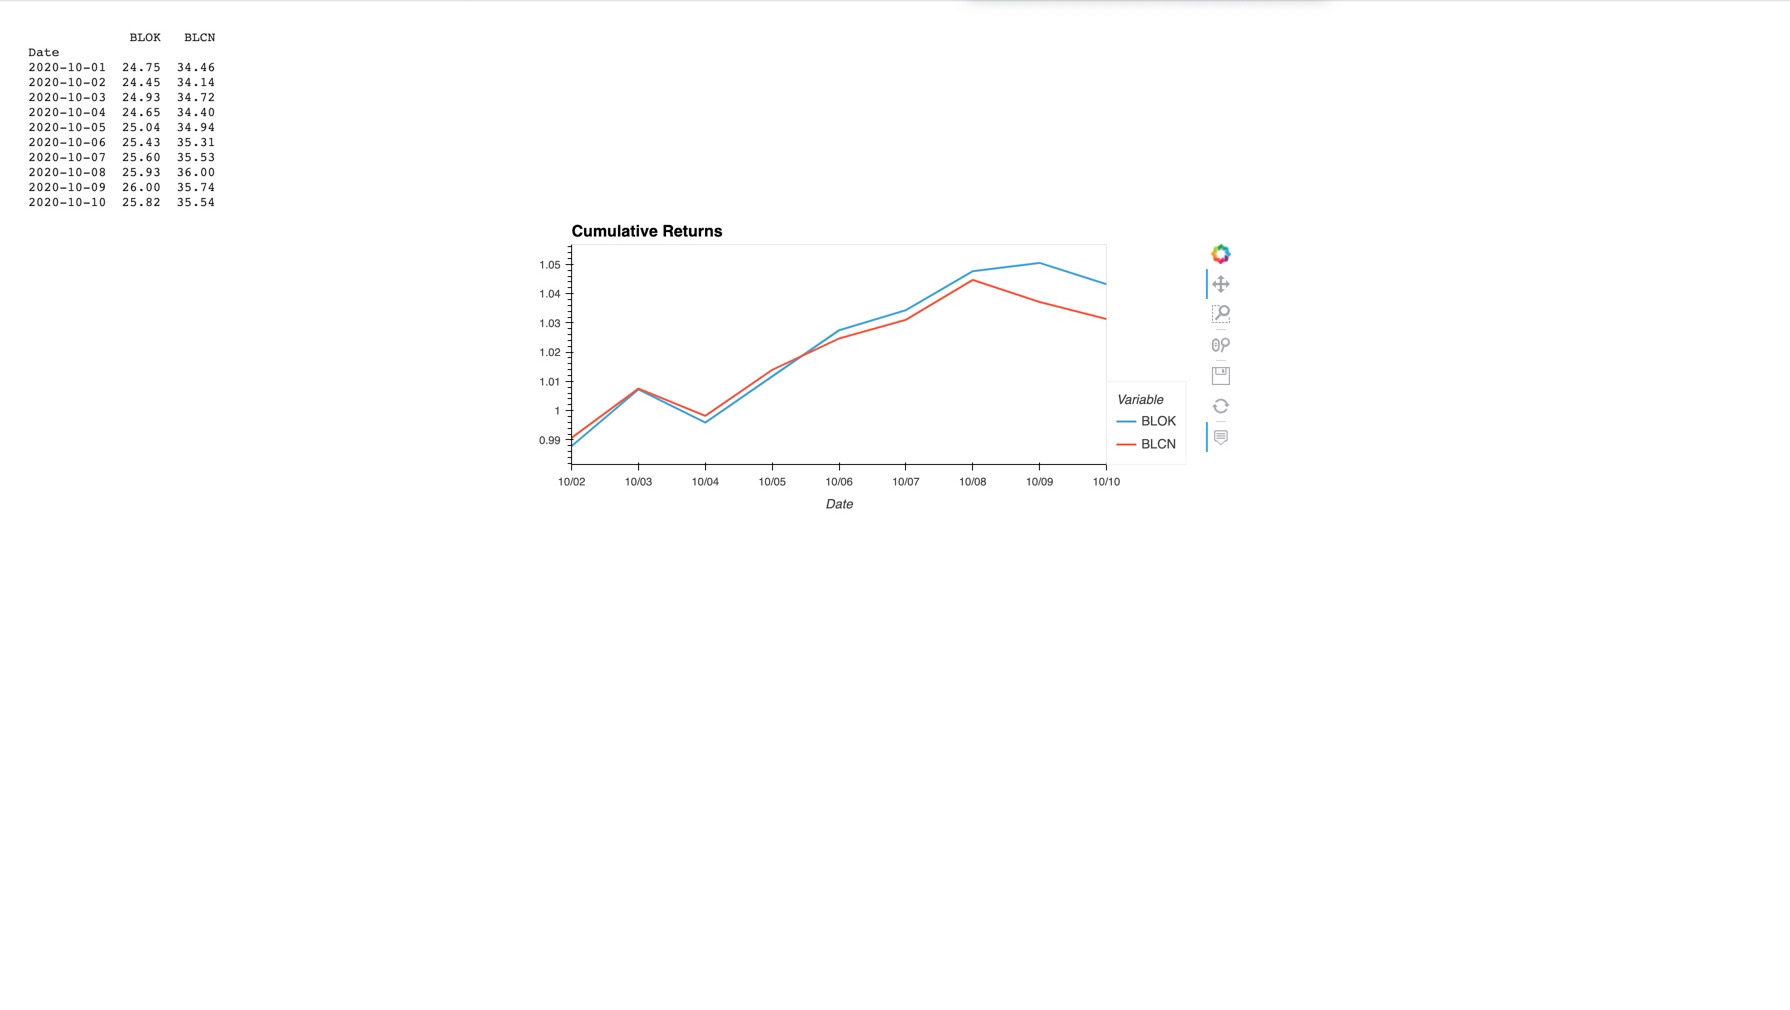 BLOK BLCN
Date
2020-10-01 24.75 34.46
2020-10-02 24.45 34.14
2020-10-03 24.93 34.72
2020-10-04 24.65 34.40
2020-10-05 25.04 34.94
2020-10-06 25.43 35.31
2020-10-07 25.60 35.53
2020-10-08 25.93 36.00
2020-10-09 26.00 35.74
2020-10-10 25.82 35.54
Cumulative Returns
1.05
1.04
1.03
1.02
1.01
1
0.99
10/02 10/03 10/04 10/05 10/06 10/07 10/08 10/09 10/10
Date
Variable
BLOK
BLCN